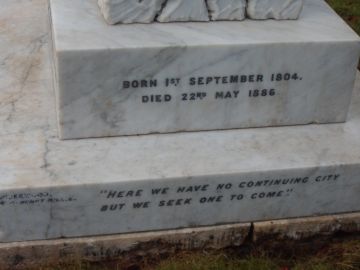 BORN 1ST SEPTEMBER 1804.
DIED 22ND MAY 1886
"HERE WE HAVE NO CONTINUING CITY
BUT WE SEEK ONE TO COME".